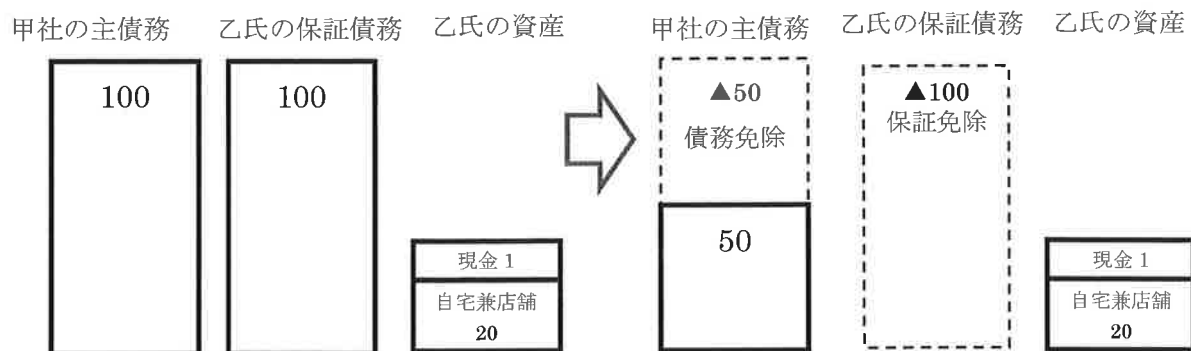 甲社の主債務
乙氏の保証債務
乙氏の資産
100
100
現金 1
自宅兼店舗
20
甲社の主債務
乙氏の保証債務
乙氏の資産
▲50
債務免除
50
▲100
保証免除
現金 1
自宅兼店舗
20